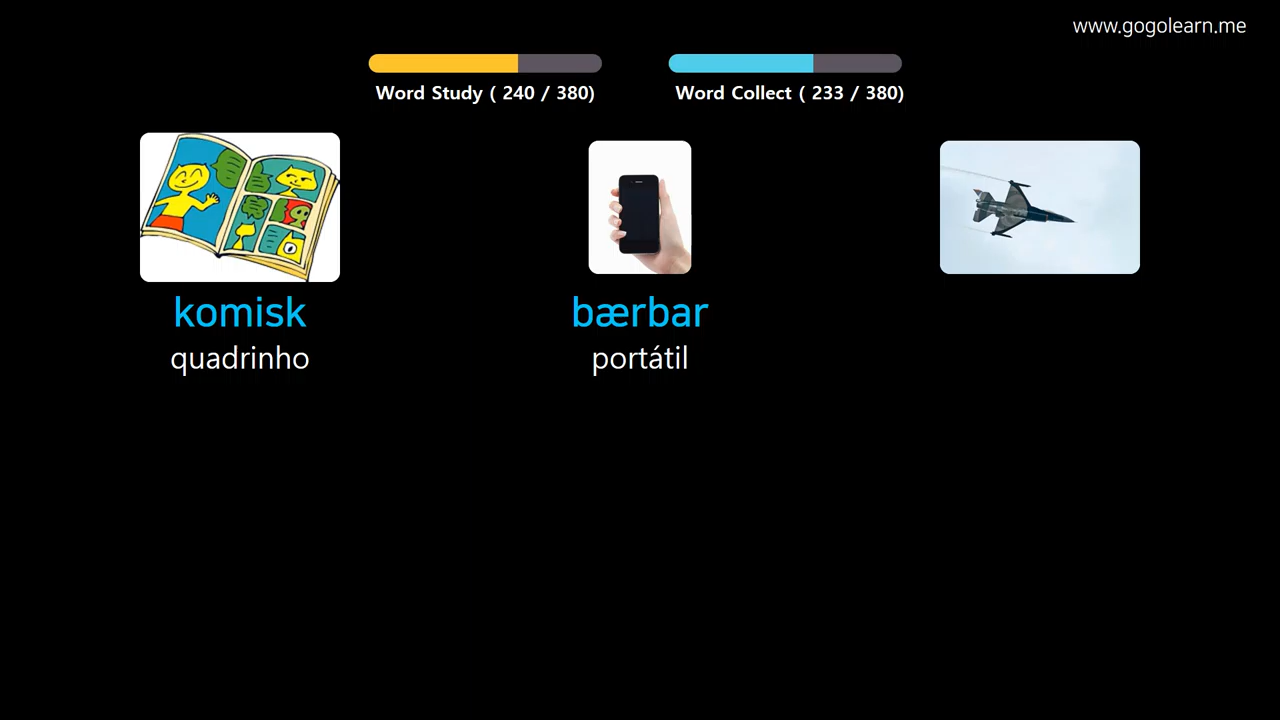 www.gogolearn.me
Word Study ( 240 / 380)
Word Collect ( 233 / 380)
komisk
quadrinho
bærbar
portátil